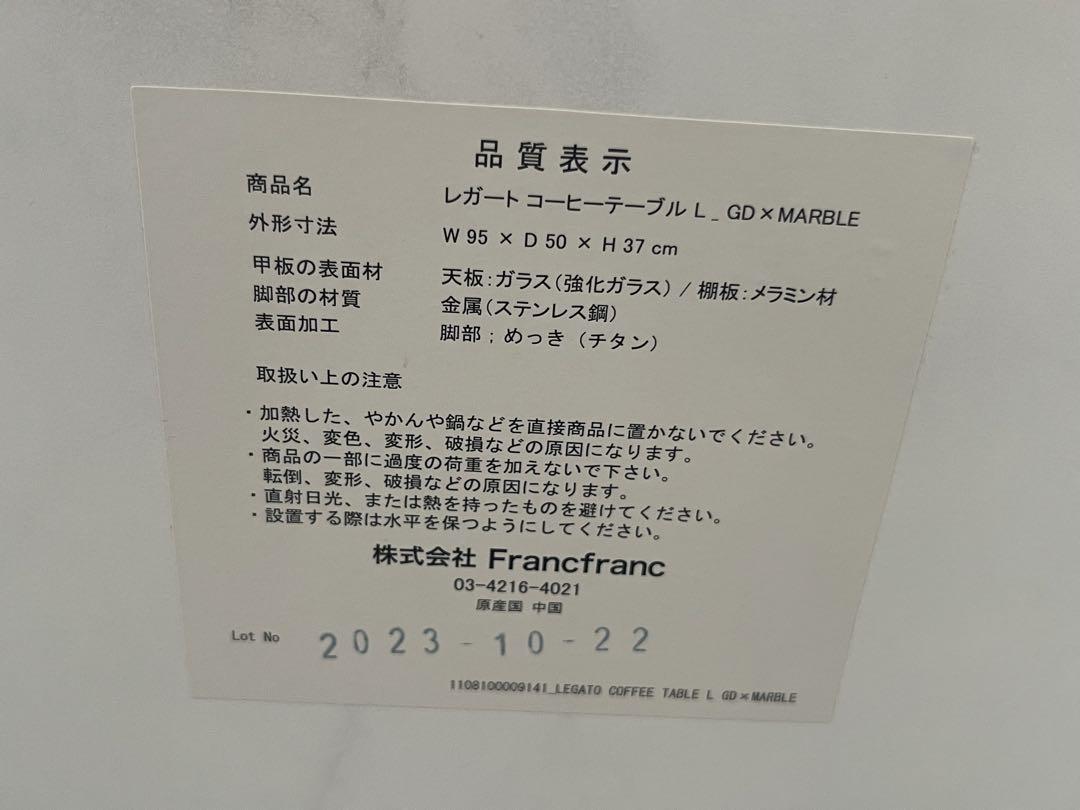 品質表示
商品名 レガート コーヒーテーブル L _ GD×MARBLE
外形寸法 W 95 × D 50 × H 37 cm
甲板の表面材 天板:ガラス(強化ガラス) / 棚板:メラミン材
脚部の材質 金属(ステンレス鋼)
表面加工 脚部；めっき (チタン)
取扱い上の注意
・加熱した、やかんや鍋などを直接商品に置かないでください。
火災、変色、変形、破損などの原因になります。
・商品の一部に過度の荷重を加えないで下さい。
転倒、変形、破損などの原因になります。
・直射日光、または熱を持ったものを避けてください。
・設置する際は水平を保つようにしてください。
株式会社 Francfranc
03-4216-4021
原産国 中国
Lot No 2023-10-22
1108100009141_LEGATO COFFEE TABLE L GD×MARBLE